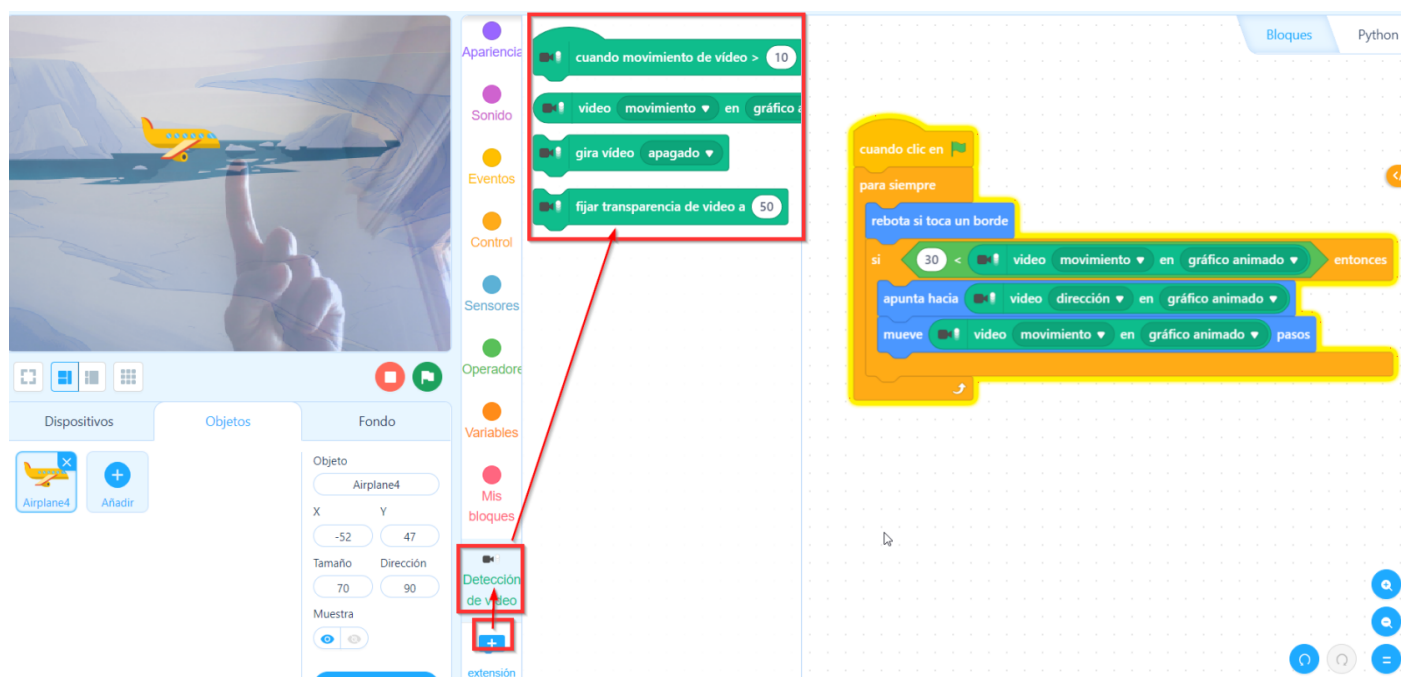 Apariencia
Sonido
Eventos
Control
Sensores
Operadore
Variables
Mis
bloques
Detección
de video
extensión
cuando movimiento de vídeo > 10
video movimiento ▼ en gráfico a
gira vídeo apagado ▼
fijar transparencia de video a 50
Bloques Python
cuando clic en
para siempre
rebota si toca un borde
si 30 < video movimiento ▼ en gráfico animado ▼ entonces
apunta hacia video dirección ▼ en gráfico animado ▼
mueve video movimiento ▼ en gráfico animado ▼ pasos
Dispositivos Objetos Fondo
Airplane4 Añadir
Objeto
Airplane4
X Y
-52 47
Tamaño Dirección
70 90
Muestra